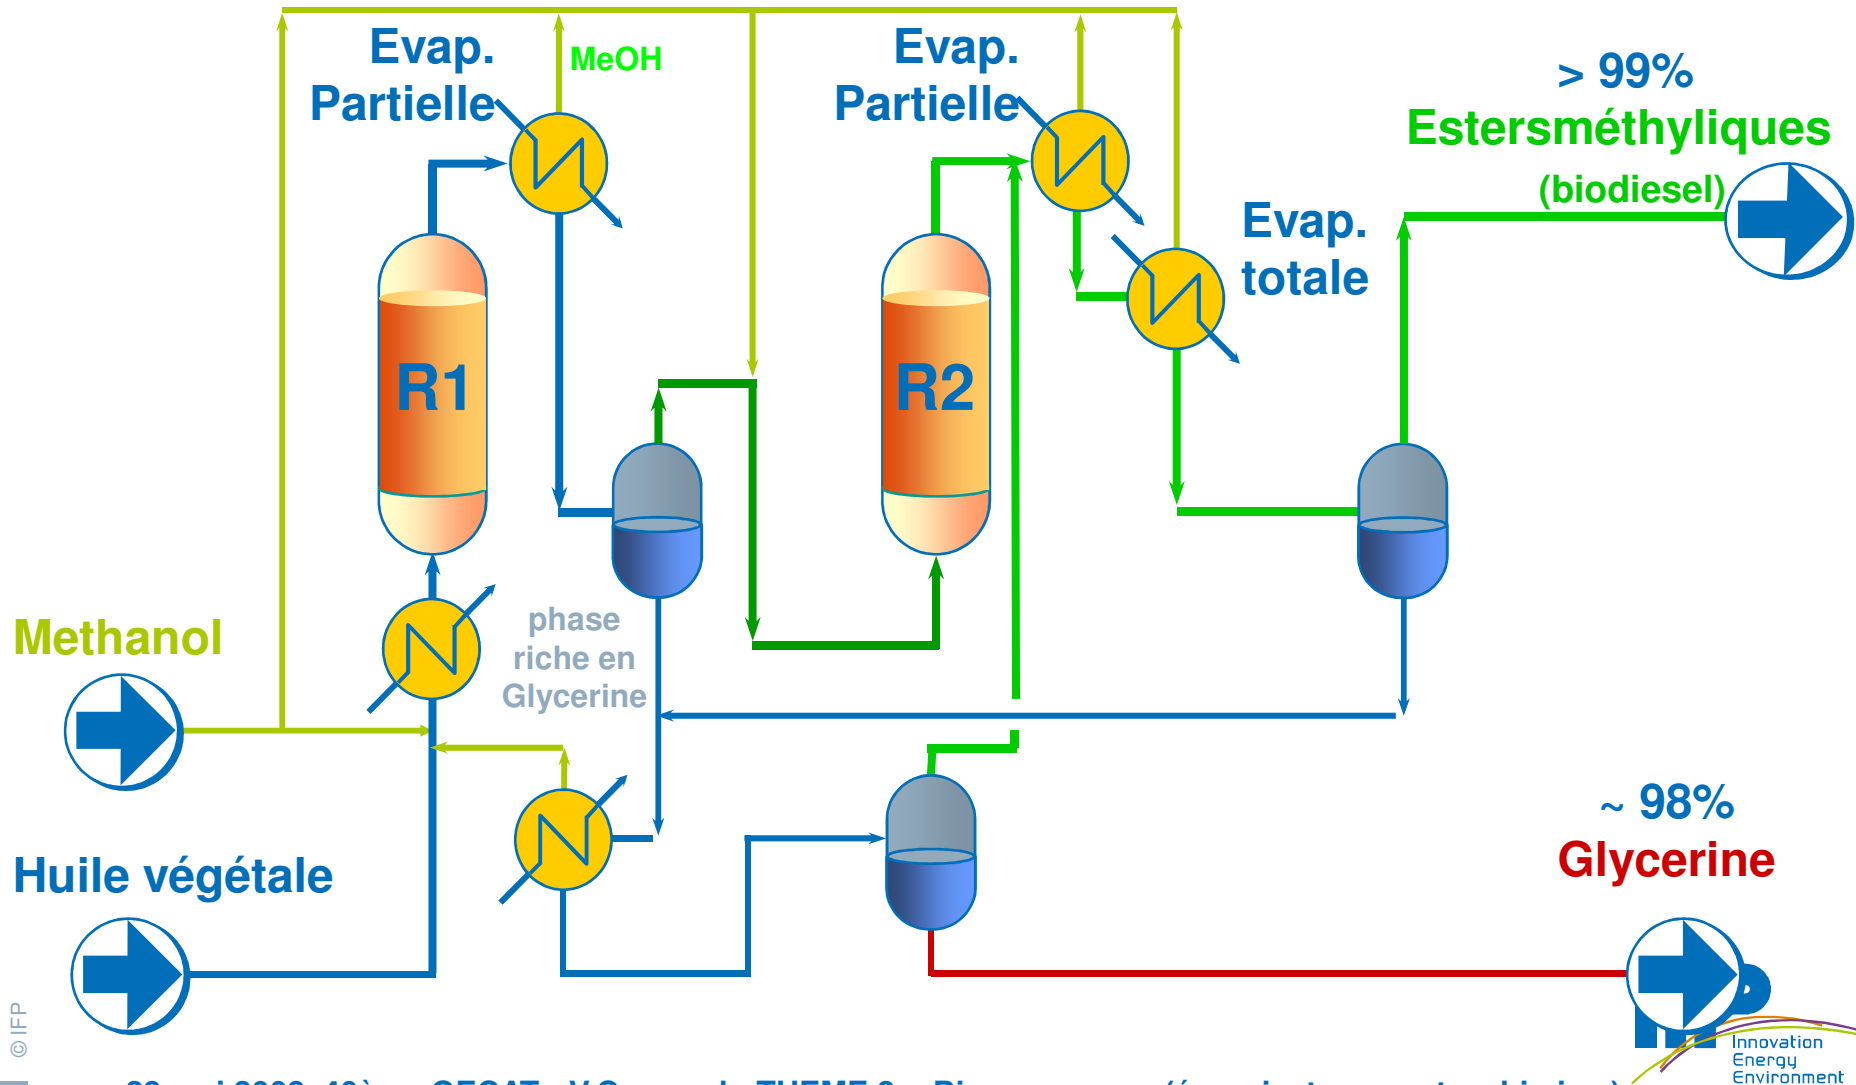 Evap.
Partielle
MeOH
Evap.
Partielle
> 99%
Estersméthyliques
(biodiesel)
Evap.
totale
R1
R2
Methanol
phase
riche en
Glycerine
~ 98%
Glycerine
Huile végétale
© IFP
Innovation
Energy
Environment